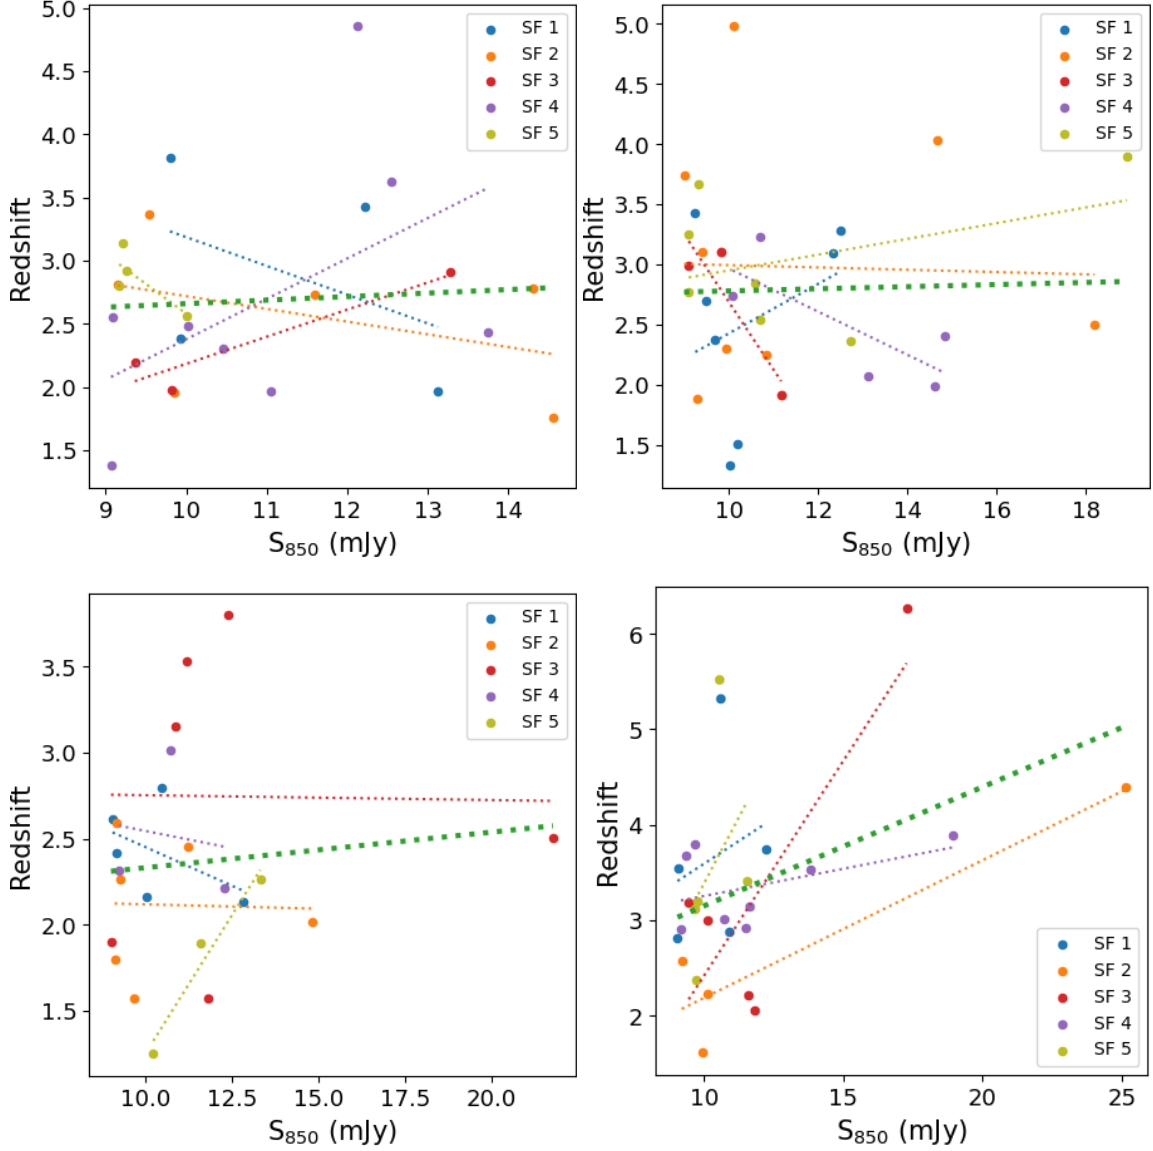 5.0
4.5
4.0
3.5
3.0
2.5
2.0
1.5
Redshift
SF 1
SF 2
SF 3
SF 4
SF 5
9 10 11 12 13 14
S850 (mJy)
5.0
4.5
4.0
3.5
3.0
2.5
2.0
1.5
Redshift
SF 1
SF 2
SF 3
SF 4
SF 5
10 12 14 16 18
S850 (mJy)
3.5
3.0
2.5
2.0
1.5
Redshift
SF 1
SF 2
SF 3
SF 4
SF 5
10.0 12.5 15.0 17.5 20.0
S850 (mJy)
6
5
4
3
2
Redshift
SF 1
SF 2
SF 3
SF 4
SF 5
10 15 20 25
S850 (mJy)